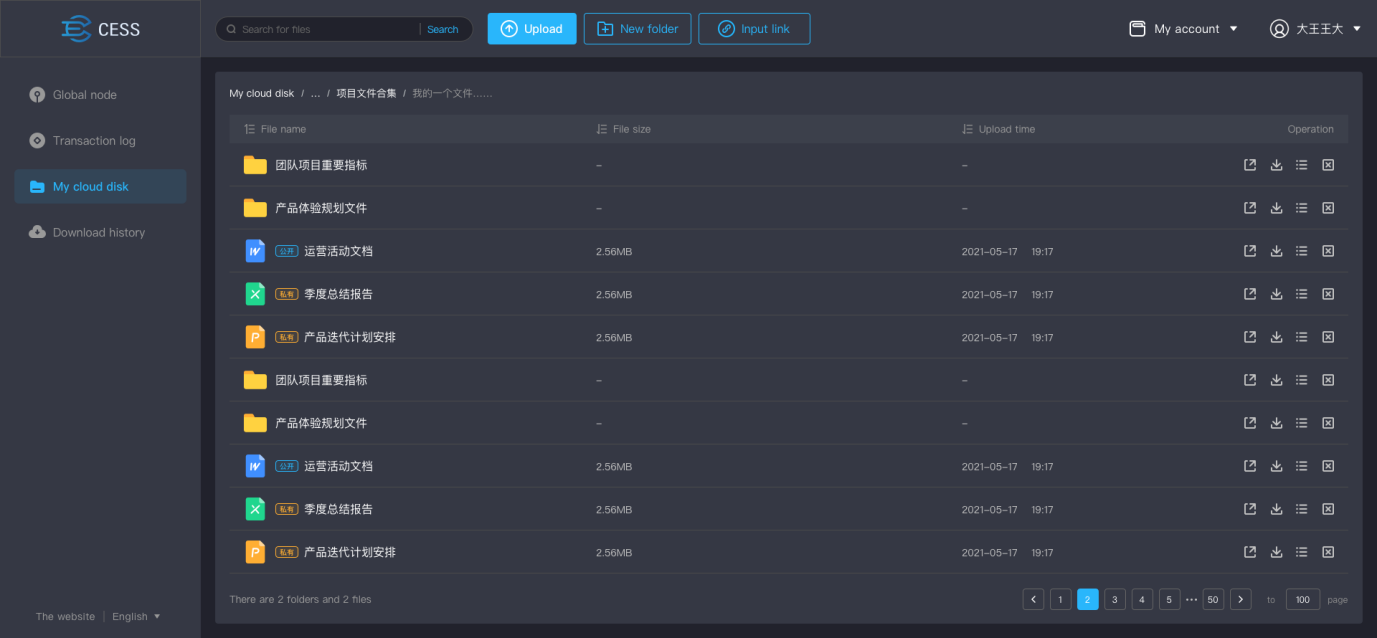 CESS
Search for files | Search
Upload
New folder
Input link
My account
大王王大
Global node
Transaction log
My cloud disk
Download history
The website | English
My cloud disk / ... / 项目文件合集 / 我的一个文件......
File name File size Upload time Operation
团队项目重要指标 – –
产品体验规划文件 – –
W 公开 运营活动文档 2.56MB 2021-05-17 19:17
X 私有 季度总结报告 2.56MB 2021-05-17 19:17
P 私有 产品迭代计划安排 2.56MB 2021-05-17 19:17
团队项目重要指标 – –
产品体验规划文件 – –
W 公开 运营活动文档 2.56MB 2021-05-17 19:17
X 私有 季度总结报告 2.56MB 2021-05-17 19:17
P 私有 产品迭代计划安排 2.56MB 2021-05-17 19:17
There are 2 folders and 2 files
< 1 2 3 4 5 ••• 50 > to 100 page